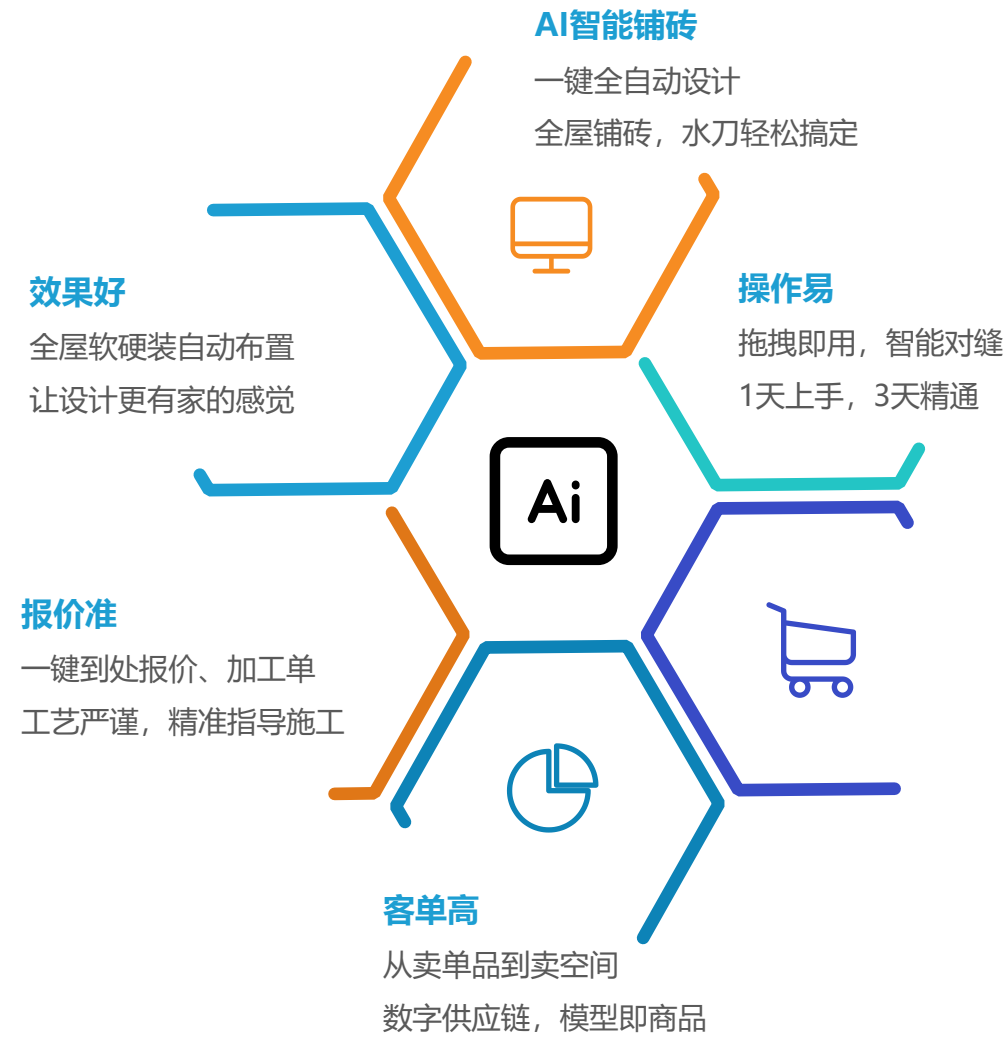 AI智能铺砖
一键全自动设计
全屋铺砖，水刀轻松搞定
效果好
全屋软硬装自动布置
让设计更有家的感觉
操作易
拖拽即用，智能对缝
1天上手，3天精通
Ai
报价准
一键到处报价、加工单
工艺严谨，精准指导施工
客单高
从卖单品到卖空间
数字供应链，模型即商品